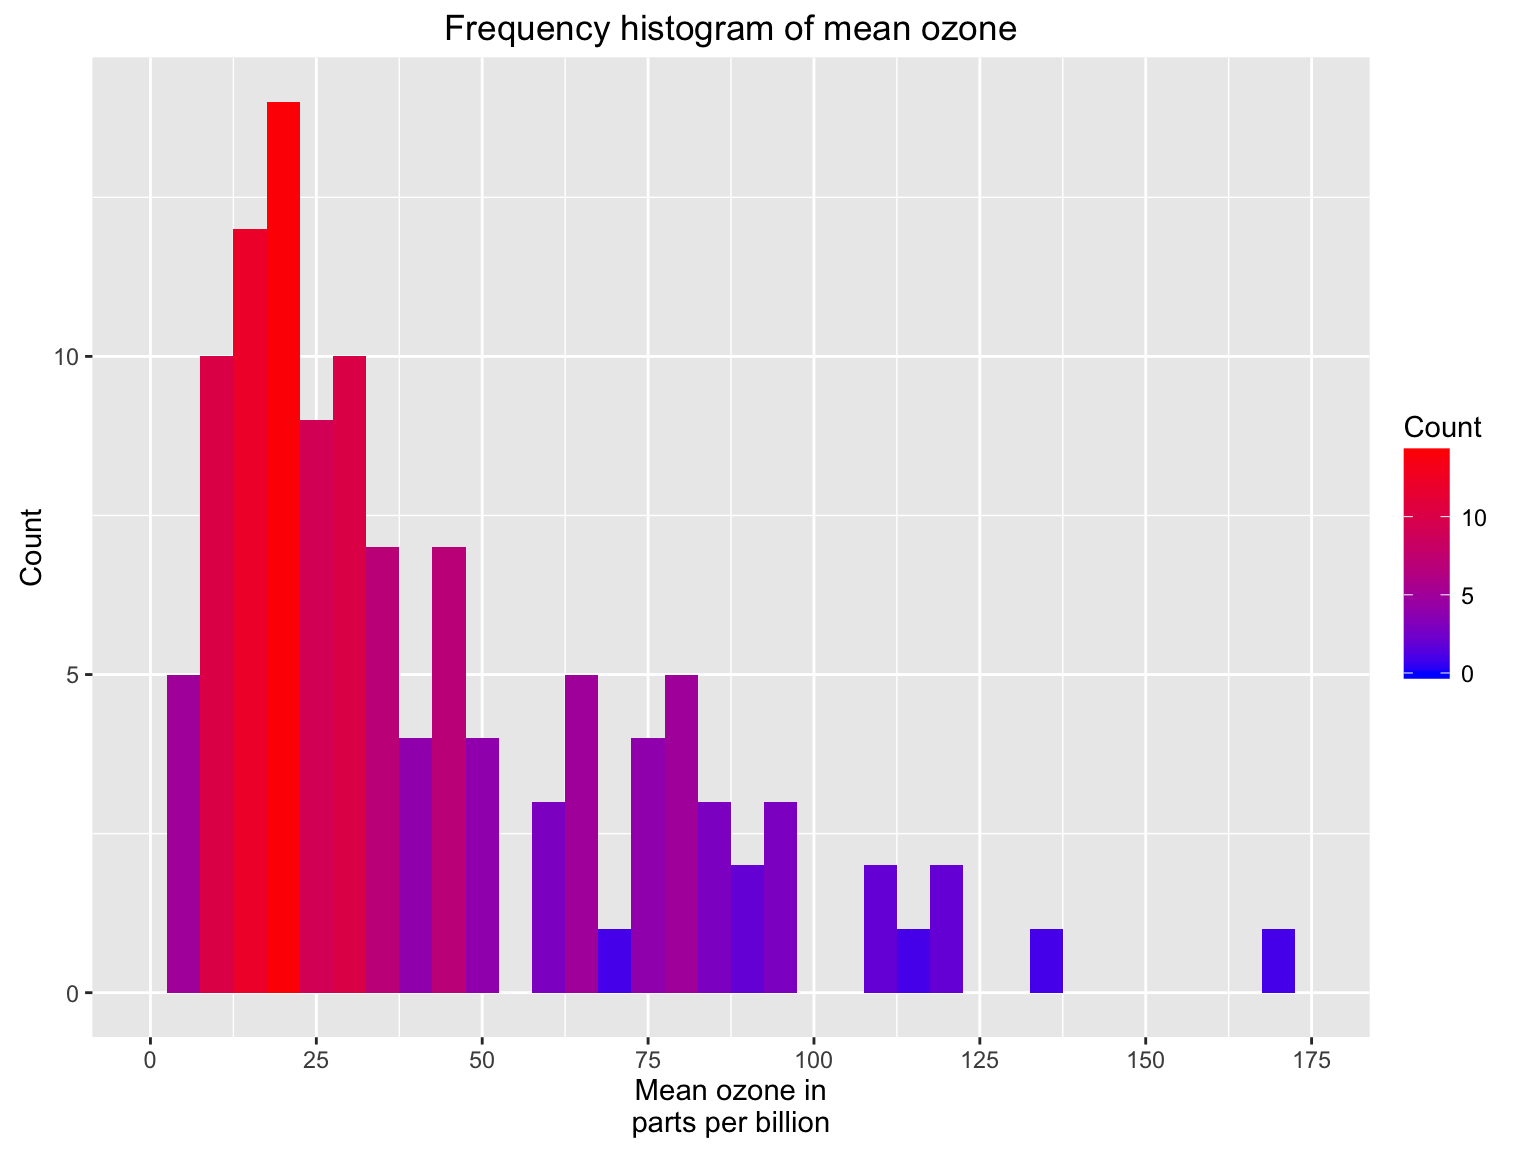 Frequency histogram of mean ozone
Count
10
5
0
0 25 50 75 100 125 150 175
Mean ozone in
parts per billion
Count
10
5
0